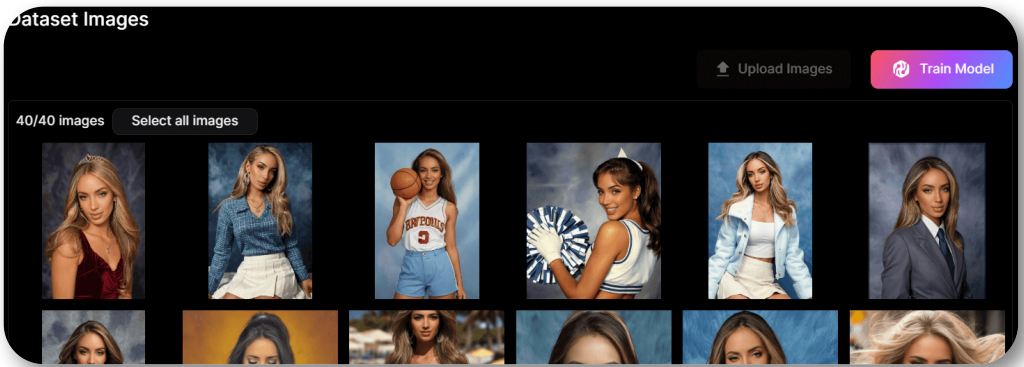 Dataset Images
Upload Images
Train Model
40/40 images
Select all images